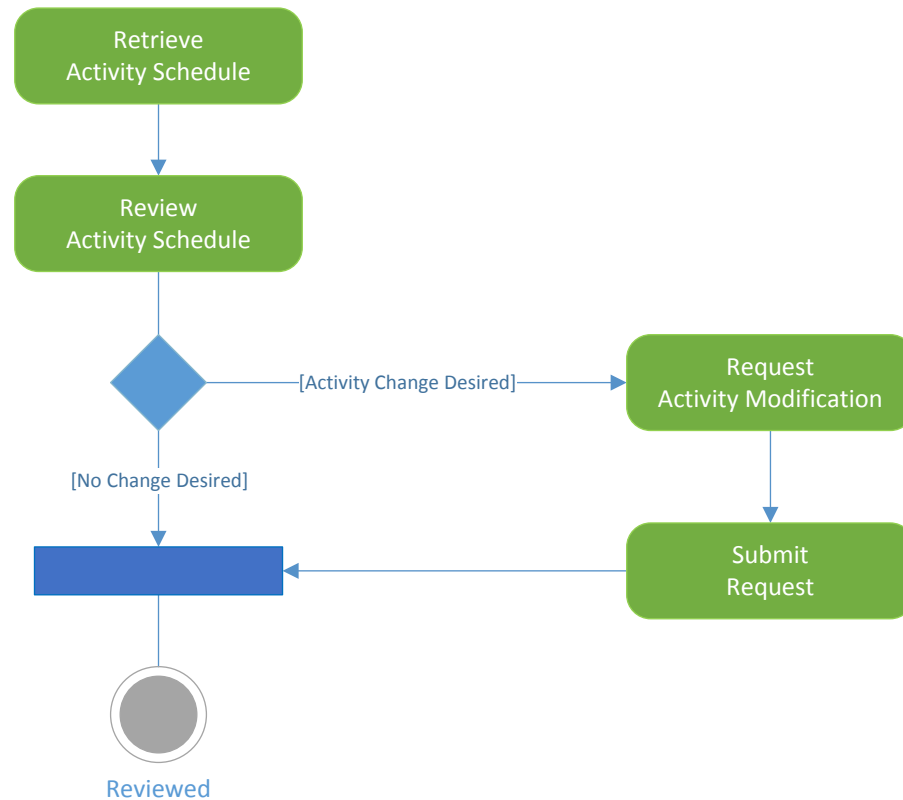 Retrieve
Activity Schedule
Review
Activity Schedule
[Activity Change Desired]
Request
Activity Modification
[No Change Desired]
Submit
Request
Reviewed